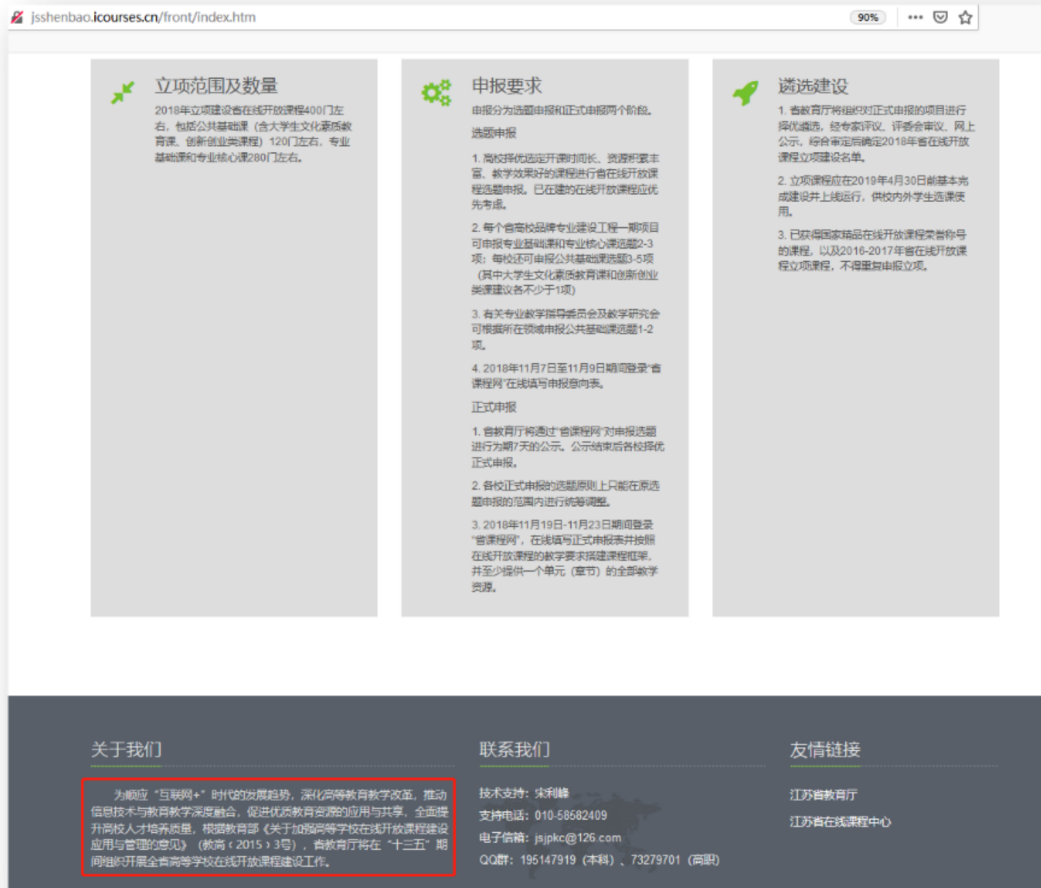 jsshenbao.icourses.cn/front/index.htm
90%
立项范围及数量
2018年立项建设省在线开放课程400门左
右，包括公共基础课（含大学生文化素质教
育课、创新创业类课程）120门左右，专业
基础课和专业核心课280门左右。
申报要求
申报分为选题申报和正式申报两个阶段。
选题申报
1. 高校择优选定开课时间长、资源积累丰
富、教学效果好的课程进行省在线开放课
程选题申报。已在建的在线开放课程应优
先考虑。
2. 每个省高校品牌专业建设工程一期项目
可申报专业基础课和专业核心课选题2-3
项；每校还可申报公共基础课选题3-5项
（其中大学生文化素质教育课和创新创业
类课建议各不少于1项）
3. 有关专业教学指导委员会及教学研究会
可根据所在领域申报公共基础课选题1-2
项。
4. 2018年11月7日至11月9日期间登录“省
课程网”在线填写申报意向表。
正式申报
1. 省教育厅将通过“省课程网”对申报选题
进行为期7天的公示。公示结束后各校择优
正式申报。
2. 各校正式申报的选题原则上只能在原选
题申报的范围内进行统筹调整。
3. 2018年11月19日-11月23日期间登录
“省课程网”，在线填写正式申报表并按照
在线开放课程的教学要求搭建课程框架，
并至少提供一个单元（章节）的全部教学
资源。
遴选建设
1. 省教育厅将组织对正式申报的项目进行
择优遴选，经专家评议、评委会审议、网上
公示，综合审定后确定2018年省在线开放
课程立项建设名单。
2. 立项课程应在2019年4月30日前基本完
成建设并上线运行，供校内外学生选课使
用。
3. 已获得国家精品在线开放课程荣誉称号
的课程，以及2016-2017年省在线开放课
程立项课程，不得重复申报立项。
关于我们
为顺应“互联网+”时代的发展趋势，深化高等教育教学改革，推动
信息技术与教育教学深度融合，促进优质教育资源的应用与共享，全面提
升高校人才培养质量，根据教育部《关于加强高等学校在线开放课程建设
应用与管理的意见》（教高﹝2015﹞3号），省教育厅将在“十三五”期
间组织开展全省高等学校在线开放课程建设工作。
联系我们
技术支持：宋利峰
支持电话：010-58582409
电子信箱：jsjpkc@126.com
QQ群：195147919（本科）、73279701（高职）
友情链接
江苏省教育厅
江苏省在线课程中心